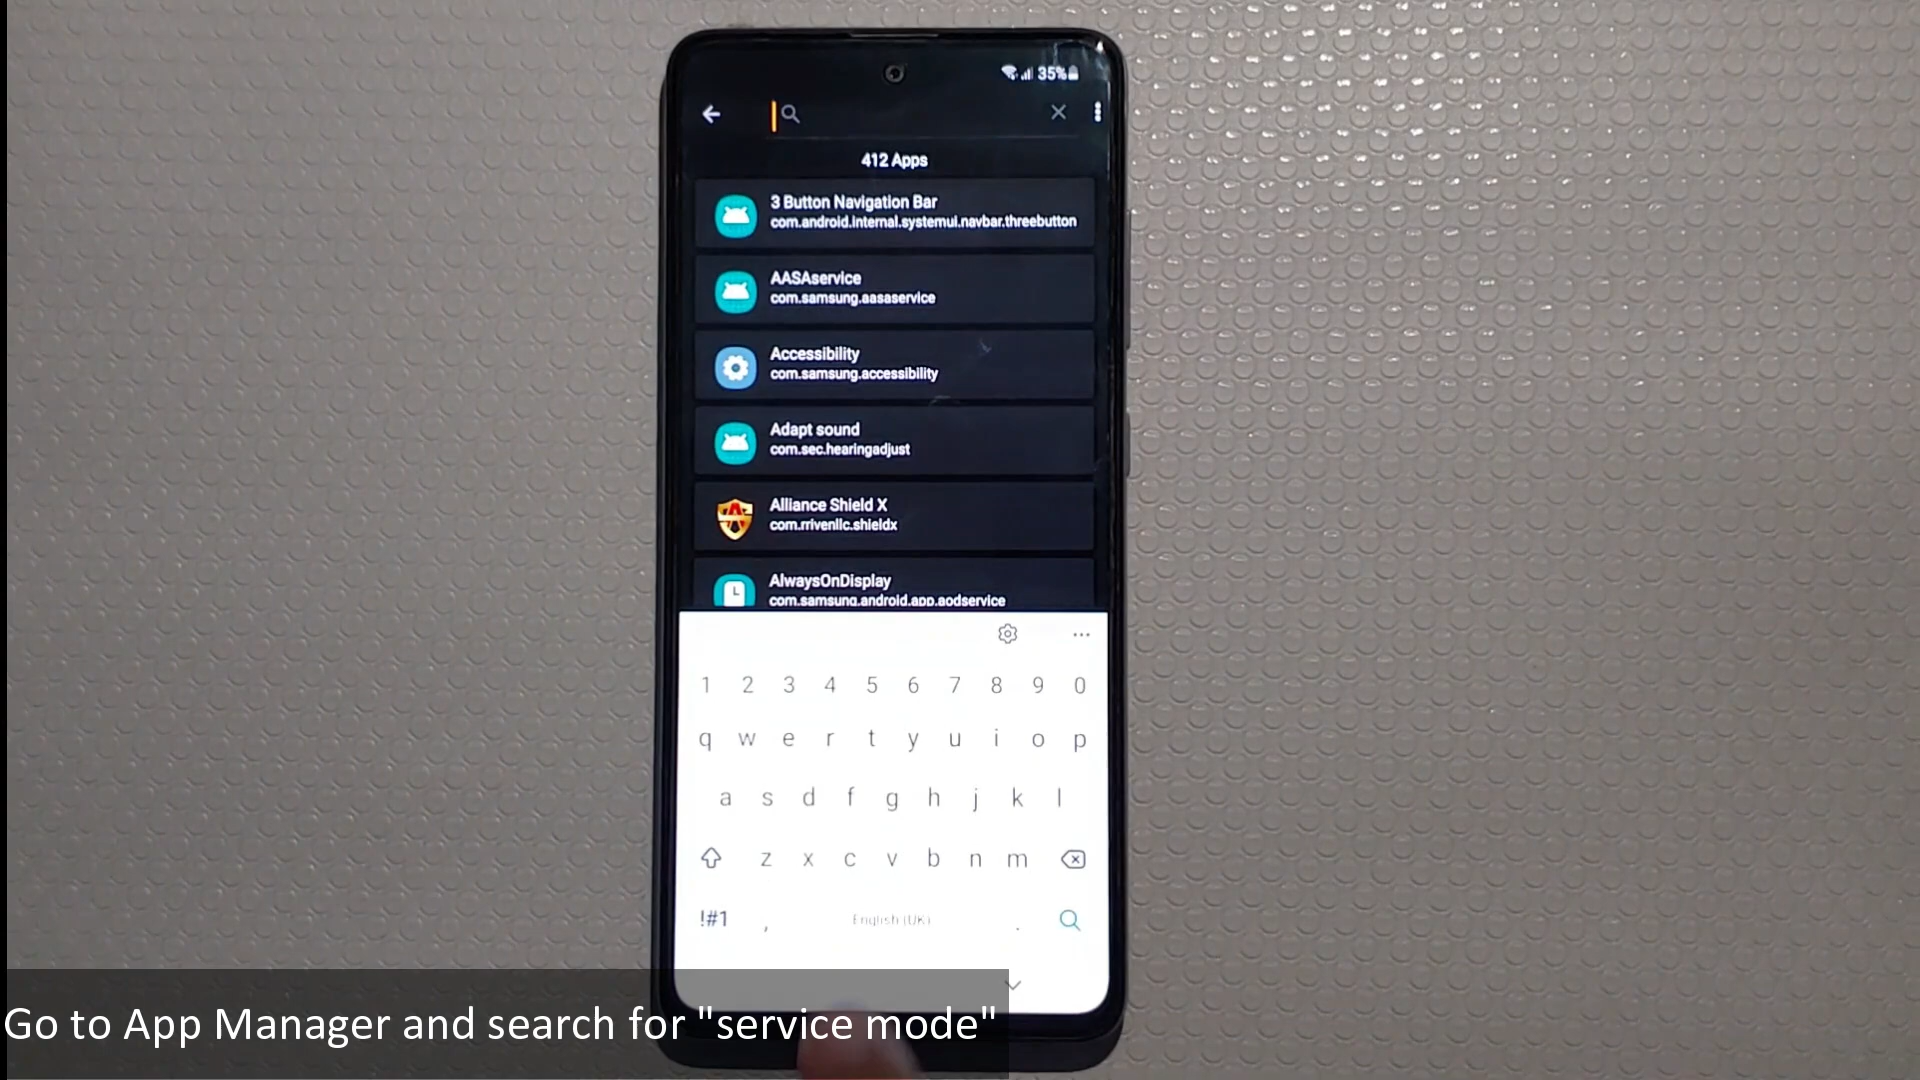 35%
412 Apps
3 Button Navigation Bar
com.android.internal.systemui.navbar.threebutton
AASAservice
com.samsung.aasaservice
Accessibility
com.samsung.accessibility
Adapt sound
com.sec.hearingadjust
Alliance Shield X
com.rrivenllc.shieldx
AlwaysOnDisplay
com.samsung.android.app.aodservice
1 2 3 4 5 6 7 8 9 0
q w e r t y u i o p
a s d f g h j k l
z x c v b n m
!#1 , English (UK) .
Go to App Manager and search for "service mode"